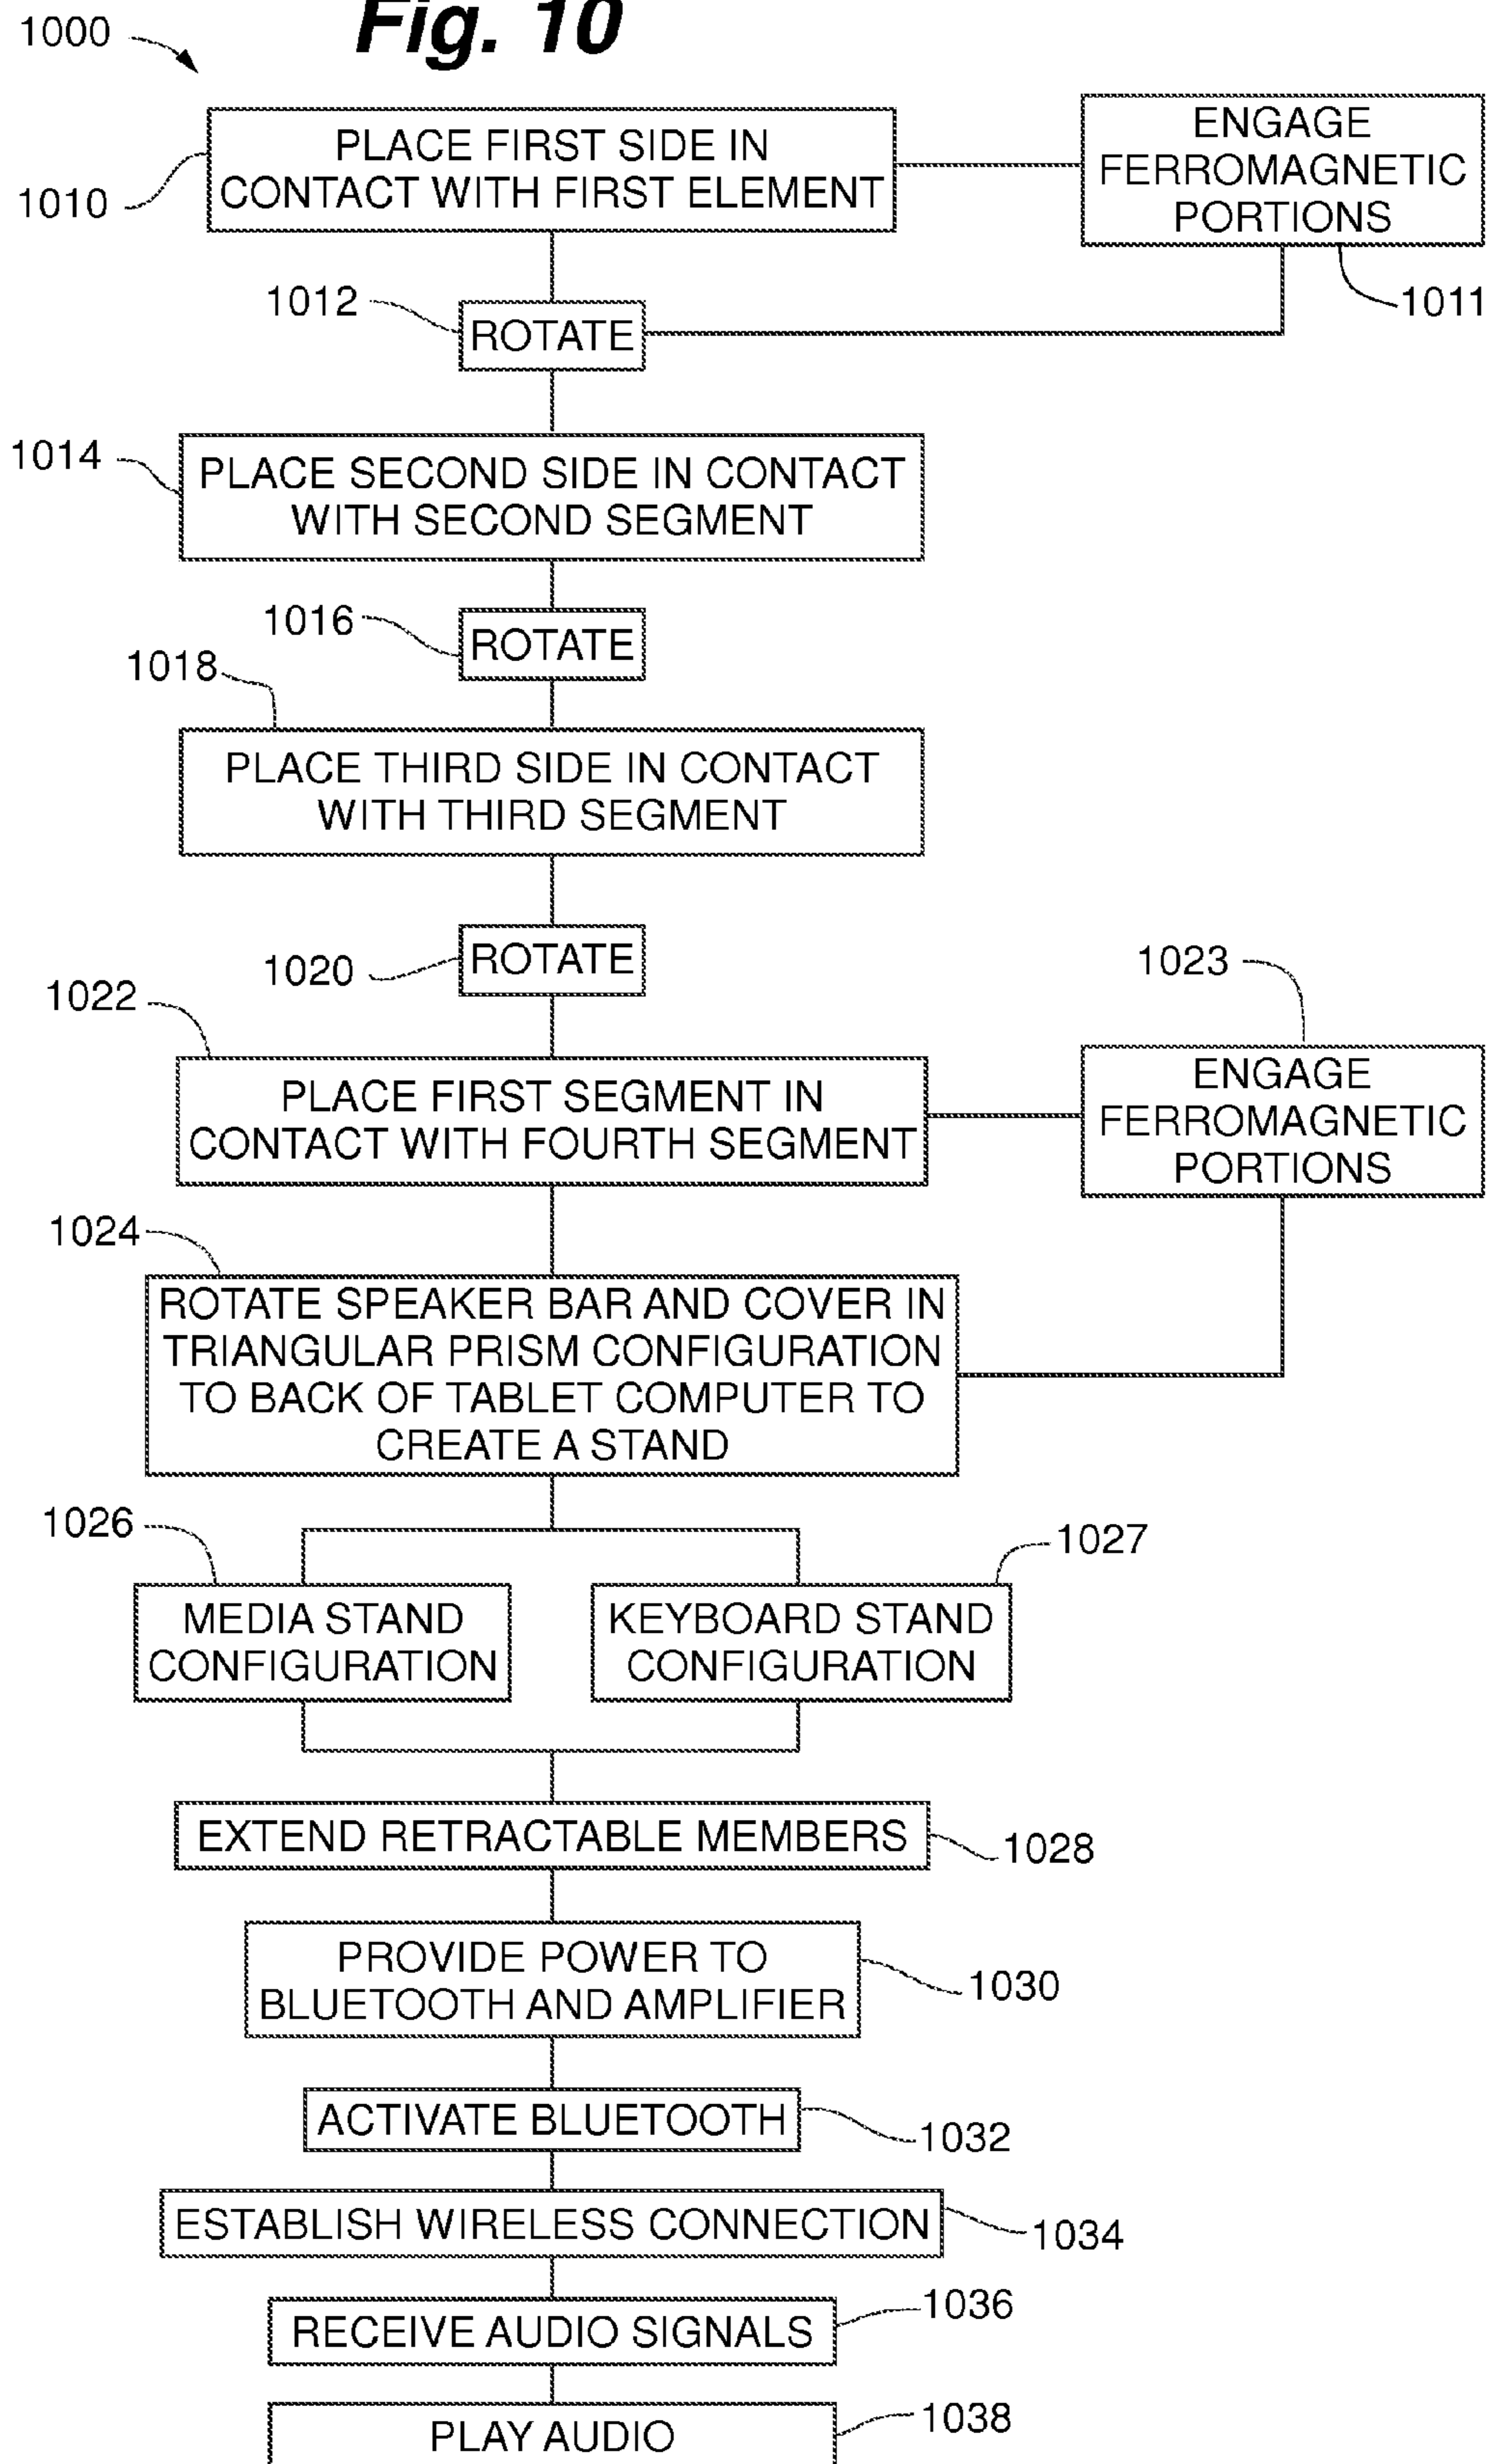 Fig. 10
1000
PLACE FIRST SIDE IN
CONTACT WITH FIRST ELEMENT
1010
ENGAGE
FERROMAGNETIC
PORTIONS
1011
1012
ROTATE
1014
PLACE SECOND SIDE IN CONTACT
WITH SECOND SEGMENT
1016
ROTATE
1018
PLACE THIRD SIDE IN CONTACT
WITH THIRD SEGMENT
1020
ROTATE
1022
PLACE FIRST SEGMENT IN
CONTACT WITH FOURTH SEGMENT
1023
ENGAGE
FERROMAGNETIC
PORTIONS
1024
ROTATE SPEAKER BAR AND COVER IN
TRIANGULAR PRISM CONFIGURATION
TO BACK OF TABLET COMPUTER TO
CREATE A STAND
1026
MEDIA STAND
CONFIGURATION
1027
KEYBOARD STAND
CONFIGURATION
EXTEND RETRACTABLE MEMBERS
1028
PROVIDE POWER TO
BLUETOOTH AND AMPLIFIER
1030
ACTIVATE BLUETOOTH
1032
ESTABLISH WIRELESS CONNECTION
1034
RECEIVE AUDIO SIGNALS
1036
PLAY AUDIO
1038